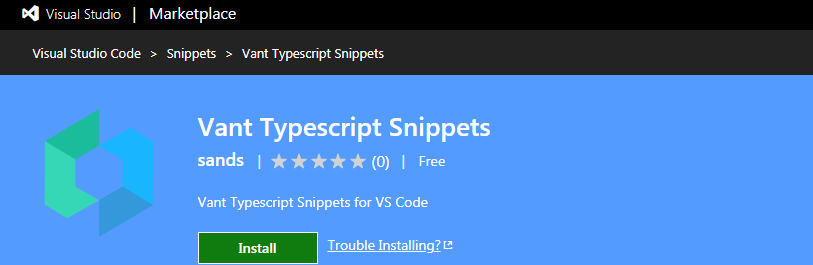 Visual Studio | Marketplace
Visual Studio Code > Snippets > Vant Typescript Snippets
Vant Typescript Snippets
sands | (0) | Free
Vant Typescript Snippets for VS Code
Install Trouble Installing?